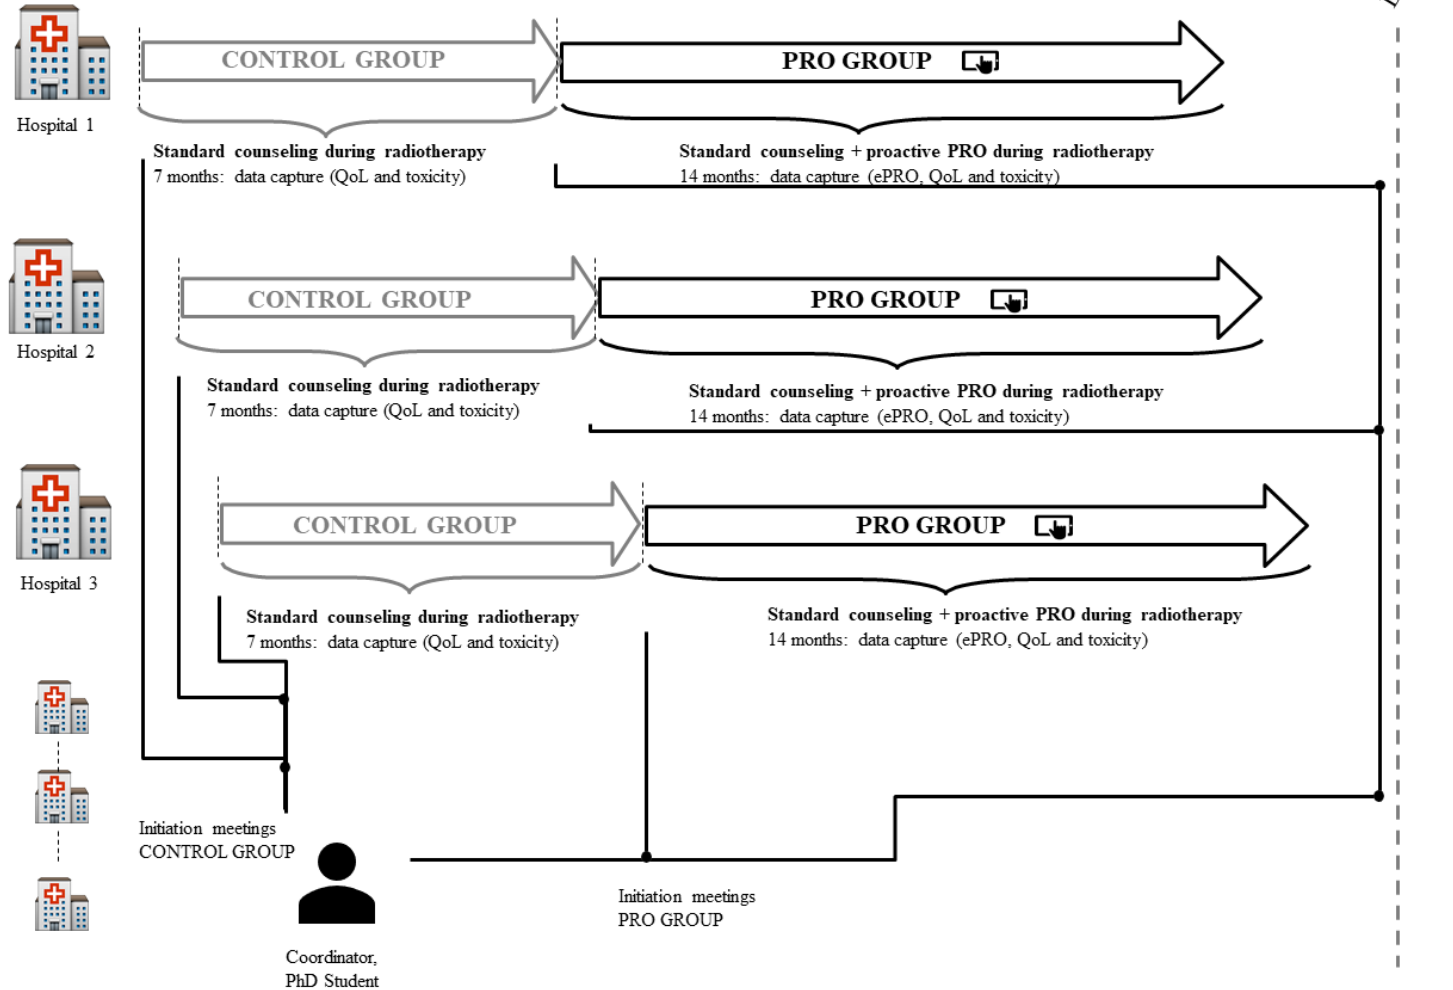 CONTROL GROUP
PRO GROUP
Hospital 1
Standard counseling during radiotherapy
7 months: data capture (QoL and toxicity)
Standard counseling + proactive PRO during radiotherapy
14 months: data capture (ePRO, QoL and toxicity)
CONTROL GROUP
PRO GROUP
Hospital 2
Standard counseling during radiotherapy
7 months: data capture (QoL and toxicity)
Standard counseling + proactive PRO during radiotherapy
14 months: data capture (ePRO, QoL and toxicity)
CONTROL GROUP
PRO GROUP
Hospital 3
Standard counseling during radiotherapy
7 months: data capture (QoL and toxicity)
Standard counseling + proactive PRO during radiotherapy
14 months: data capture (ePRO, QoL and toxicity)
Initiation meetings
CONTROL GROUP
Initiation meetings
PRO GROUP
Coordinator,
PhD Student